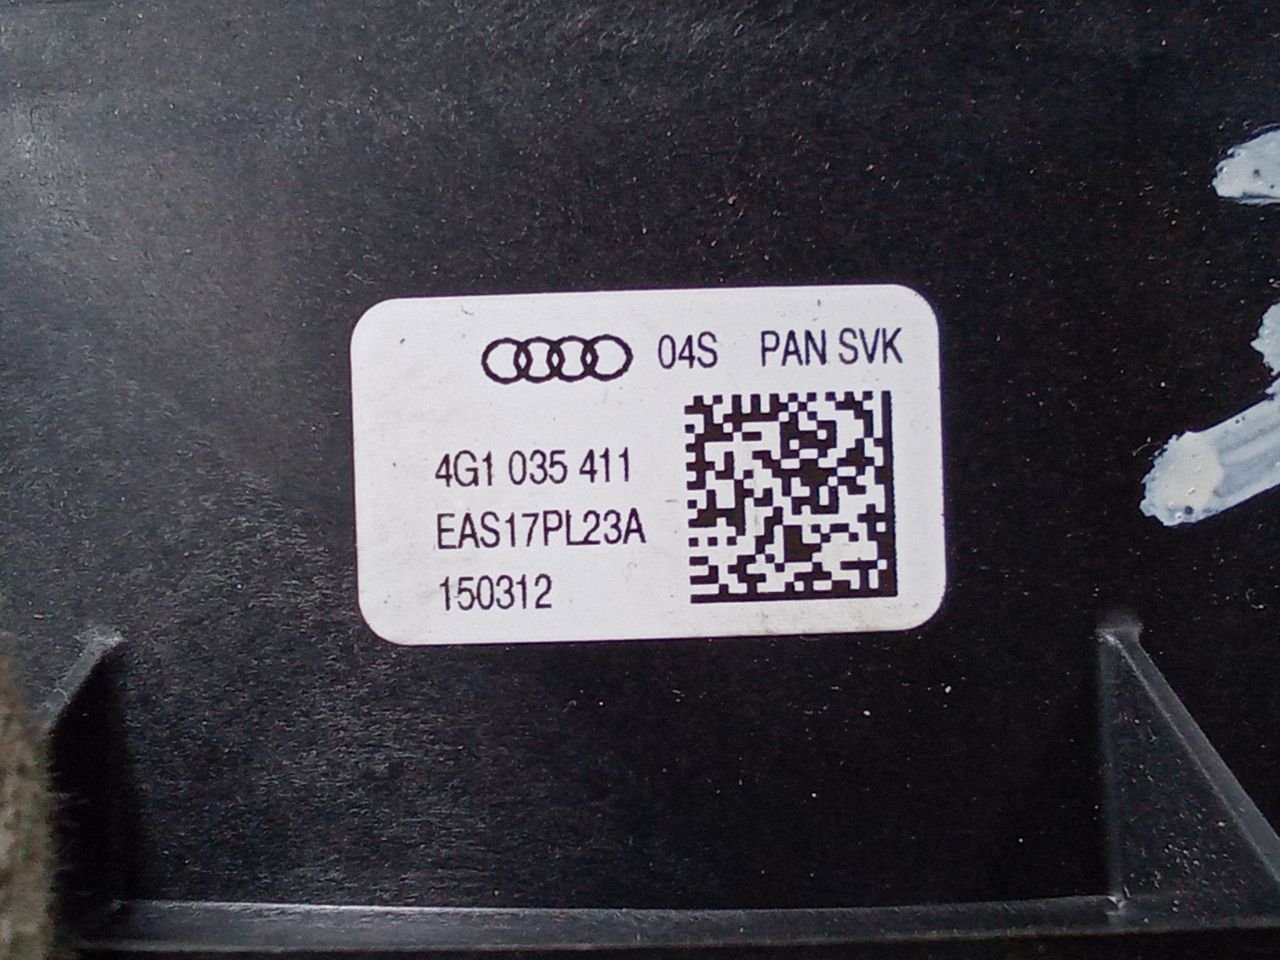 04S PAN SVK
4G1 035 411
EAS17PL23A
150312